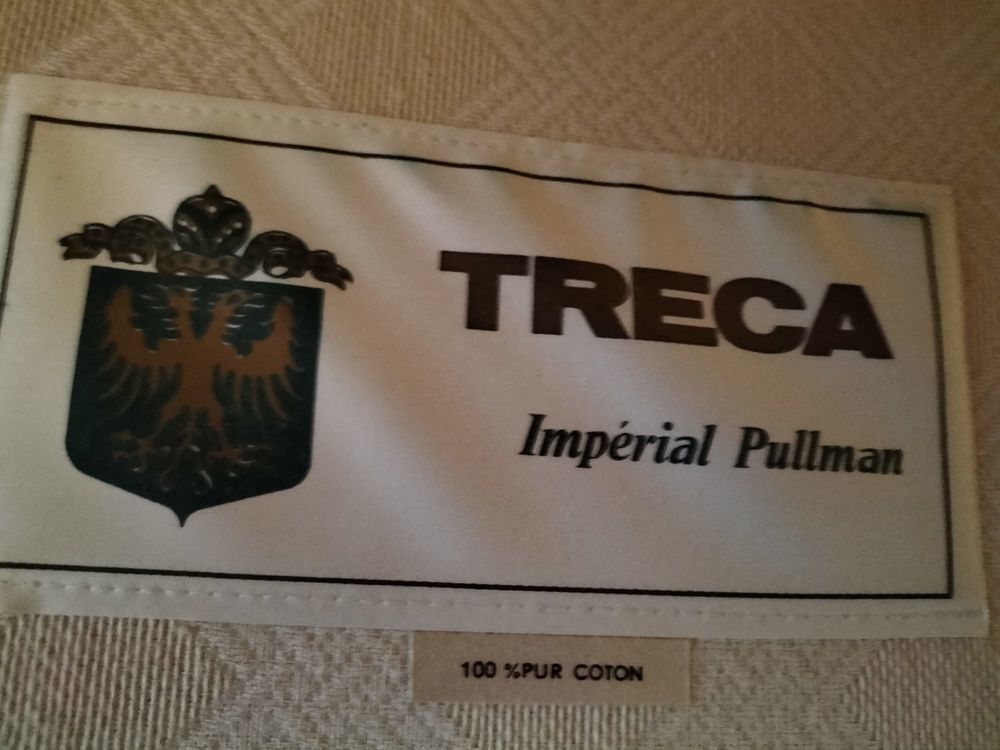 TRECA
Impérial Pullman
100 %PUR COTON